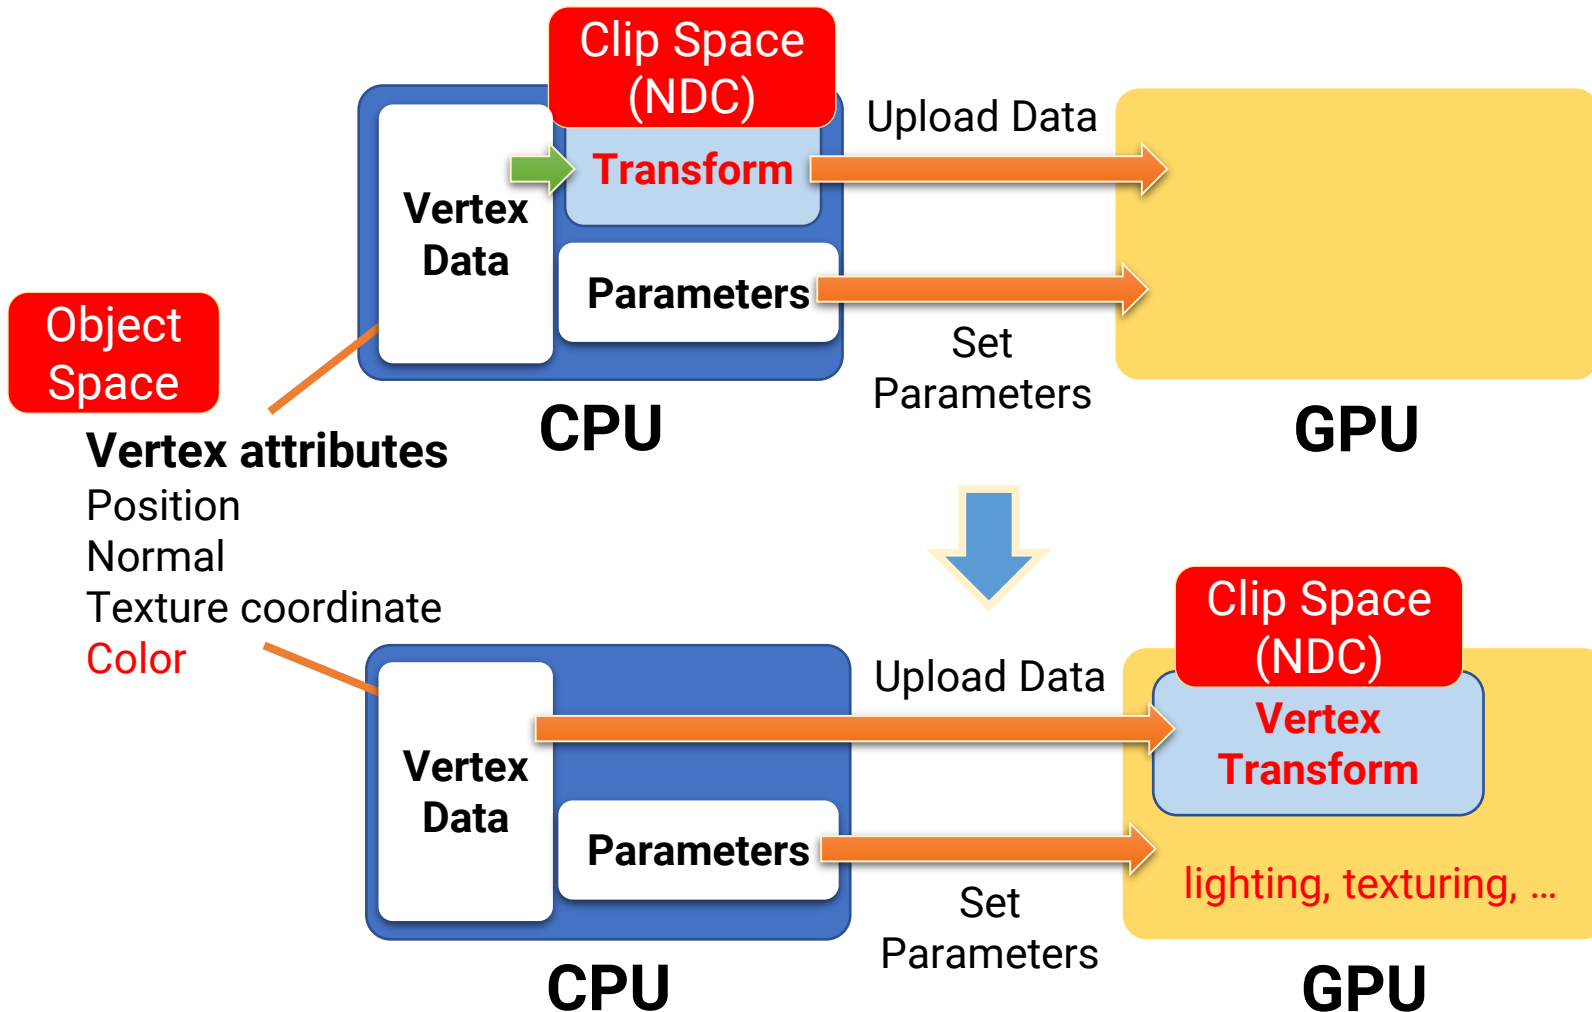 Clip Space
(NDC)
Upload Data
Transform
Vertex
Data
Parameters
Object
Space
Set
Parameters
CPU
GPU
Vertex attributes
Position
Normal
Texture coordinate
Color
Clip Space
(NDC)
Upload Data
Vertex
Transform
Vertex
Data
Parameters
lighting, texturing, ...
Set
Parameters
CPU
GPU